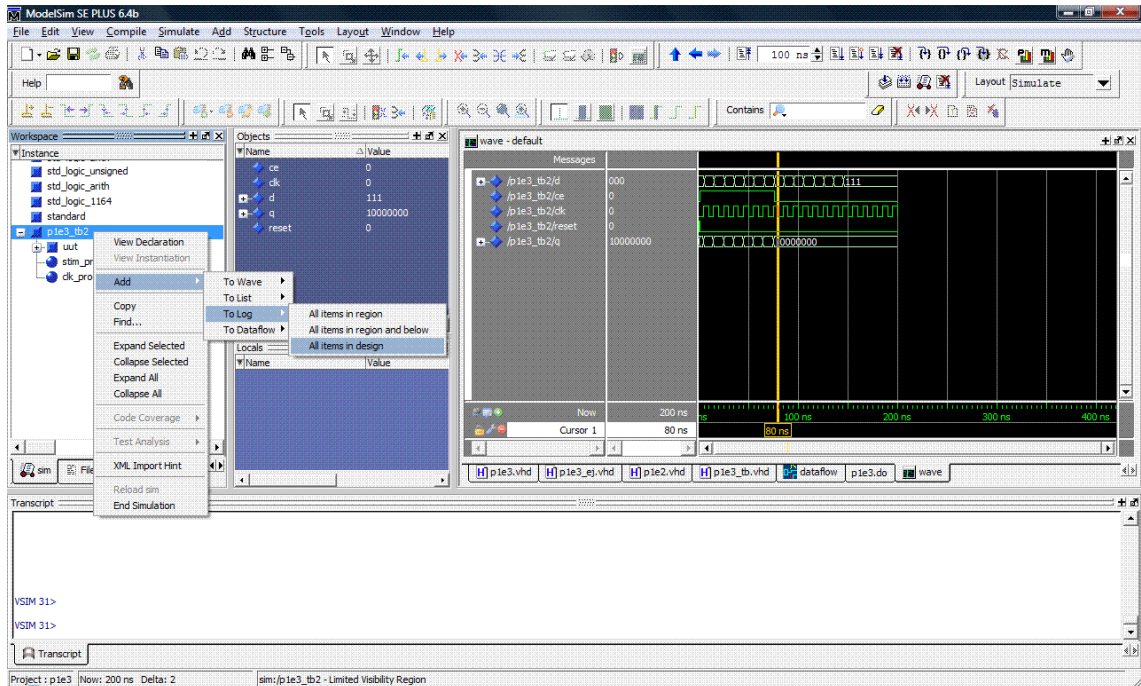 ModelSim SE PLUS 6.4b
File Edit View Compile Simulate Add Structure Tools Layout Window Help
100 ns
Help
Layout Simulate
Contains
Workspace
Instance
std_logic_unsigned
std_logic_arith
std_logic_1164
standard
p1e3_tb2
uut
stim_pr
clk_pro
View Declaration
View Instantiation
Add
Copy
Find...
Expand Selected
Collapse Selected
Expand All
Collapse All
Code Coverage
Test Analysis
XML Import Hint
Reload sim
End Simulation
To Wave
To List
To Log
To Dataflow
All items in region
All items in region and below
All items in design
sim File
Objects
Name Value
ce 0
clk 0
d 111
q 10000000
reset 0
Locals
Name Value
wave - default
Messages
/p1e3_tb2/d 000 111
/p1e3_tb2/ce 0
/p1e3_tb2/clk 0
/p1e3_tb2/reset 0
/p1e3_tb2/q 10000000 0000000
Now 200 ns ns 100 ns 200 ns 300 ns 400 ns
Cursor 1 80 ns 80 ns
p1e3.vhd p1e3_ej.vhd p1e2.vhd p1e3_tb.vhd dataflow p1e3.do wave
Transcript
VSIM 31>
VSIM 31>
Transcript
Project : p1e3 Now: 200 ns Delta: 2 sim:/p1e3_tb2 - Limited Visibility Region